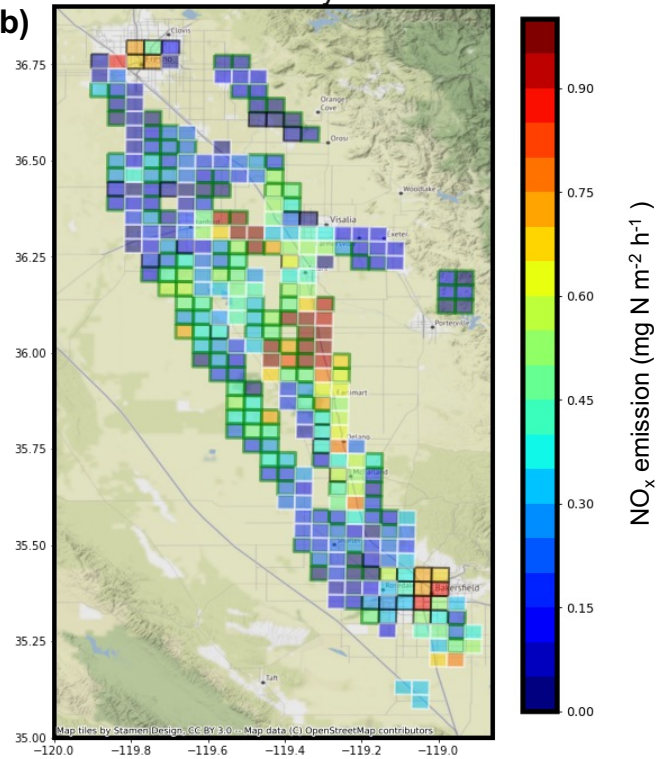 b)
Clovis
36.75
Orange
Cove
Orosi
36.50
Woodlake
Visalia
Exeter
36.25
Porterville
36.00
Earlimart
35.75
Delano
McFarland
35.50
Bakersfield
35.25
Taft
Map tiles by Stamen Design, CC BY 3.0 -- Map data (C) OpenStreetMap contributors
35.00
−120.0 −119.8 −119.6 −119.4 −119.2 −119.0
0.90
0.75
0.60
0.45
0.30
0.15
0.00
NOx emission (mg N m-2 h-1 )